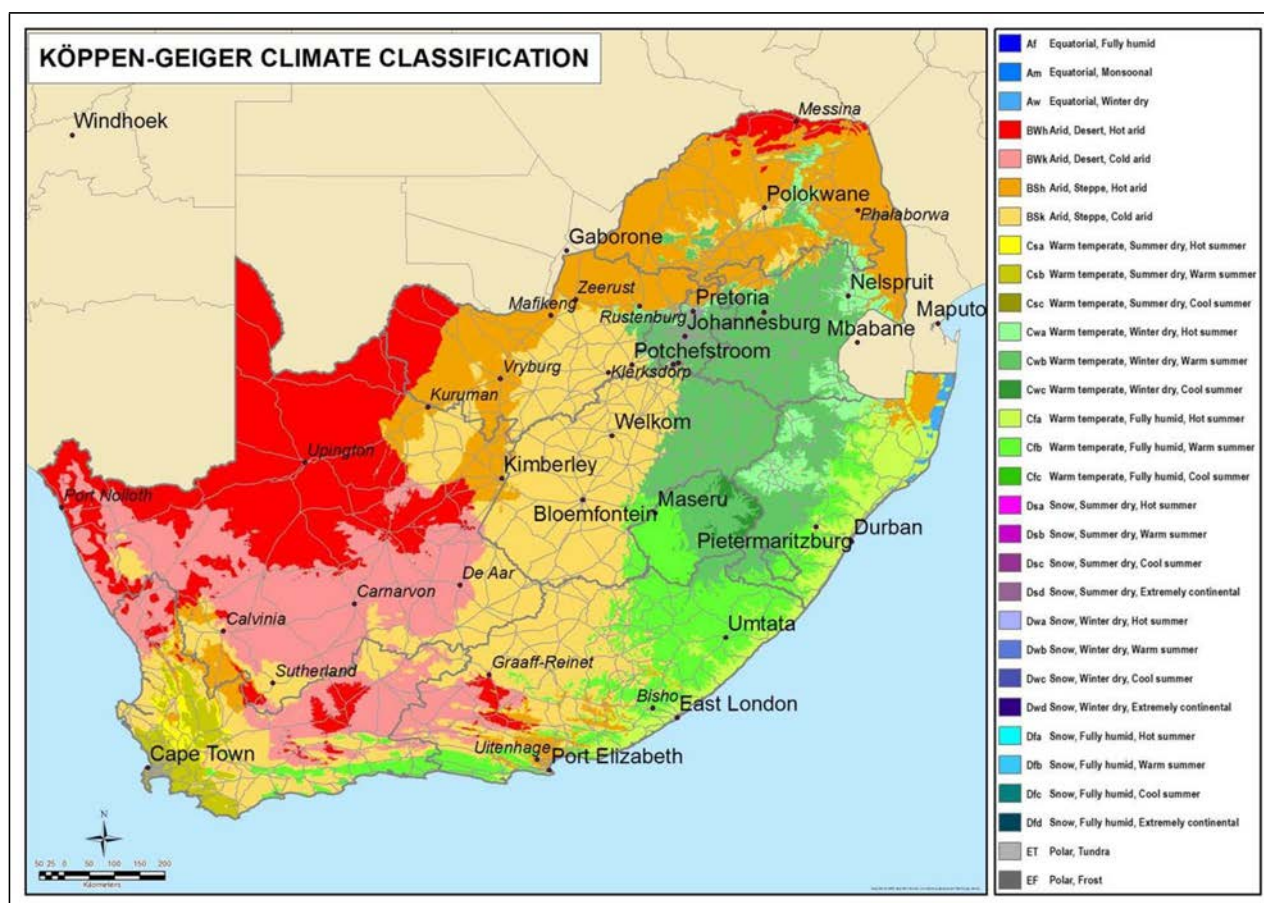 KÖPPEN-GEIGER CLIMATE CLASSIFICATION
Windhoek
Messina
Polokwane
Phalaborwa
Gaborone
Zeerust
Nelspruit
Mafikeng
Pretoria
Rustenburg
Johannesburg
Maputo
Mbabane
Potchefstroom
Klerksdorp
Vryburg
Kuruman
Welkom
Upington
Kimberley
Port Nolloth
Maseru
Bloemfontein
Durban
Pietermaritzburg
De Aar
Carnarvon
Calvinia
Umtata
Sutherland
Graaff-Reinet
Bisho
East London
Cape Town
Uitenhage
Port Elizabeth
N
50 25 0 50 100 150 200
Kilometers
Af Equatorial, Fully humid
Am Equatorial, Monsoonal
Aw Equatorial, Winter dry
BWh Arid, Desert, Hot arid
BWk Arid, Desert, Cold arid
BSh Arid, Steppe, Hot arid
BSk Arid, Steppe, Cold arid
Csa Warm temperate, Summer dry, Hot summer
Csb Warm temperate, Summer dry, Warm summer
Csc Warm temperate, Summer dry, Cool summer
Cwa Warm temperate, Winter dry, Hot summer
Cwb Warm temperate, Winter dry, Warm summer
Cwc Warm temperate, Winter dry, Cool summer
Cfa Warm temperate, Fully humid, Hot summer
Cfb Warm temperate, Fully humid, Warm summer
Cfc Warm temperate, Fully humid, Cool summer
Dsa Snow, Summer dry, Hot summer
Dsb Snow, Summer dry, Warm summer
Dsc Snow, Summer dry, Cool summer
Dsd Snow, Summer dry, Extremely continental
Dwa Snow, Winter dry, Hot summer
Dwb Snow, Winter dry, Warm summer
Dwc Snow, Winter dry, Cool summer
Dwd Snow, Winter dry, Extremely continental
Dfa Snow, Fully humid, Hot summer
Dfb Snow, Fully humid, Warm summer
Dfc Snow, Fully humid, Cool summer
Dfd Snow, Fully humid, Extremely continental
ET Polar, Tundra
EF Polar, Frost